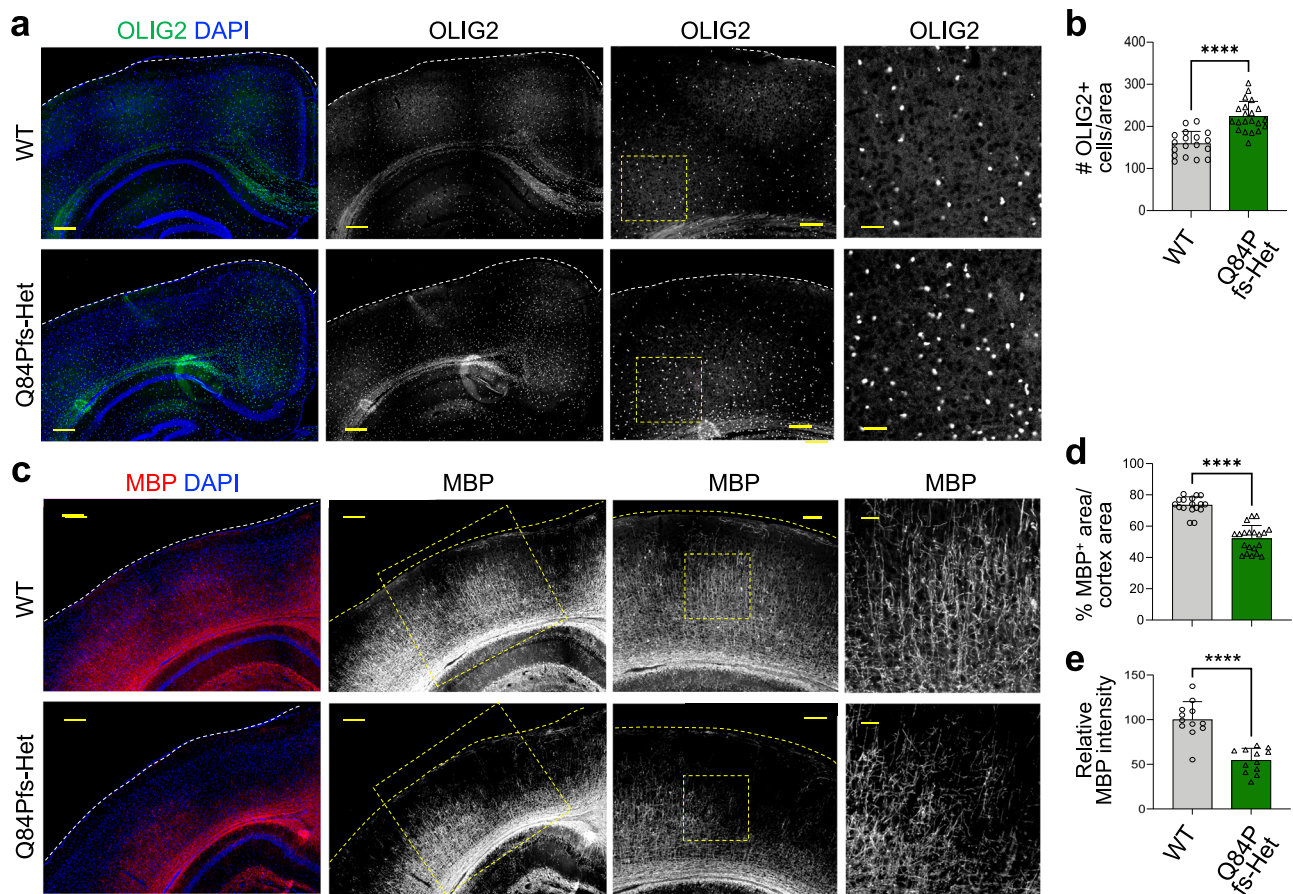 a
OLIG2 DAPI
OLIG2
OLIG2
OLIG2
WT
Q84Pfs-Het
b
# OLIG2+
cells/area
400
300
200
100
0
****
WT
Q84P
fs-Het
c
MBP DAPI
MBP
MBP
MBP
WT
Q84Pfs-Het
d
% MBP⁺ area/
cortex area
100
80
60
40
20
0
****
e
Relative
MBP intensity
150
100
50
0
****
WT
Q84P
fs-Het